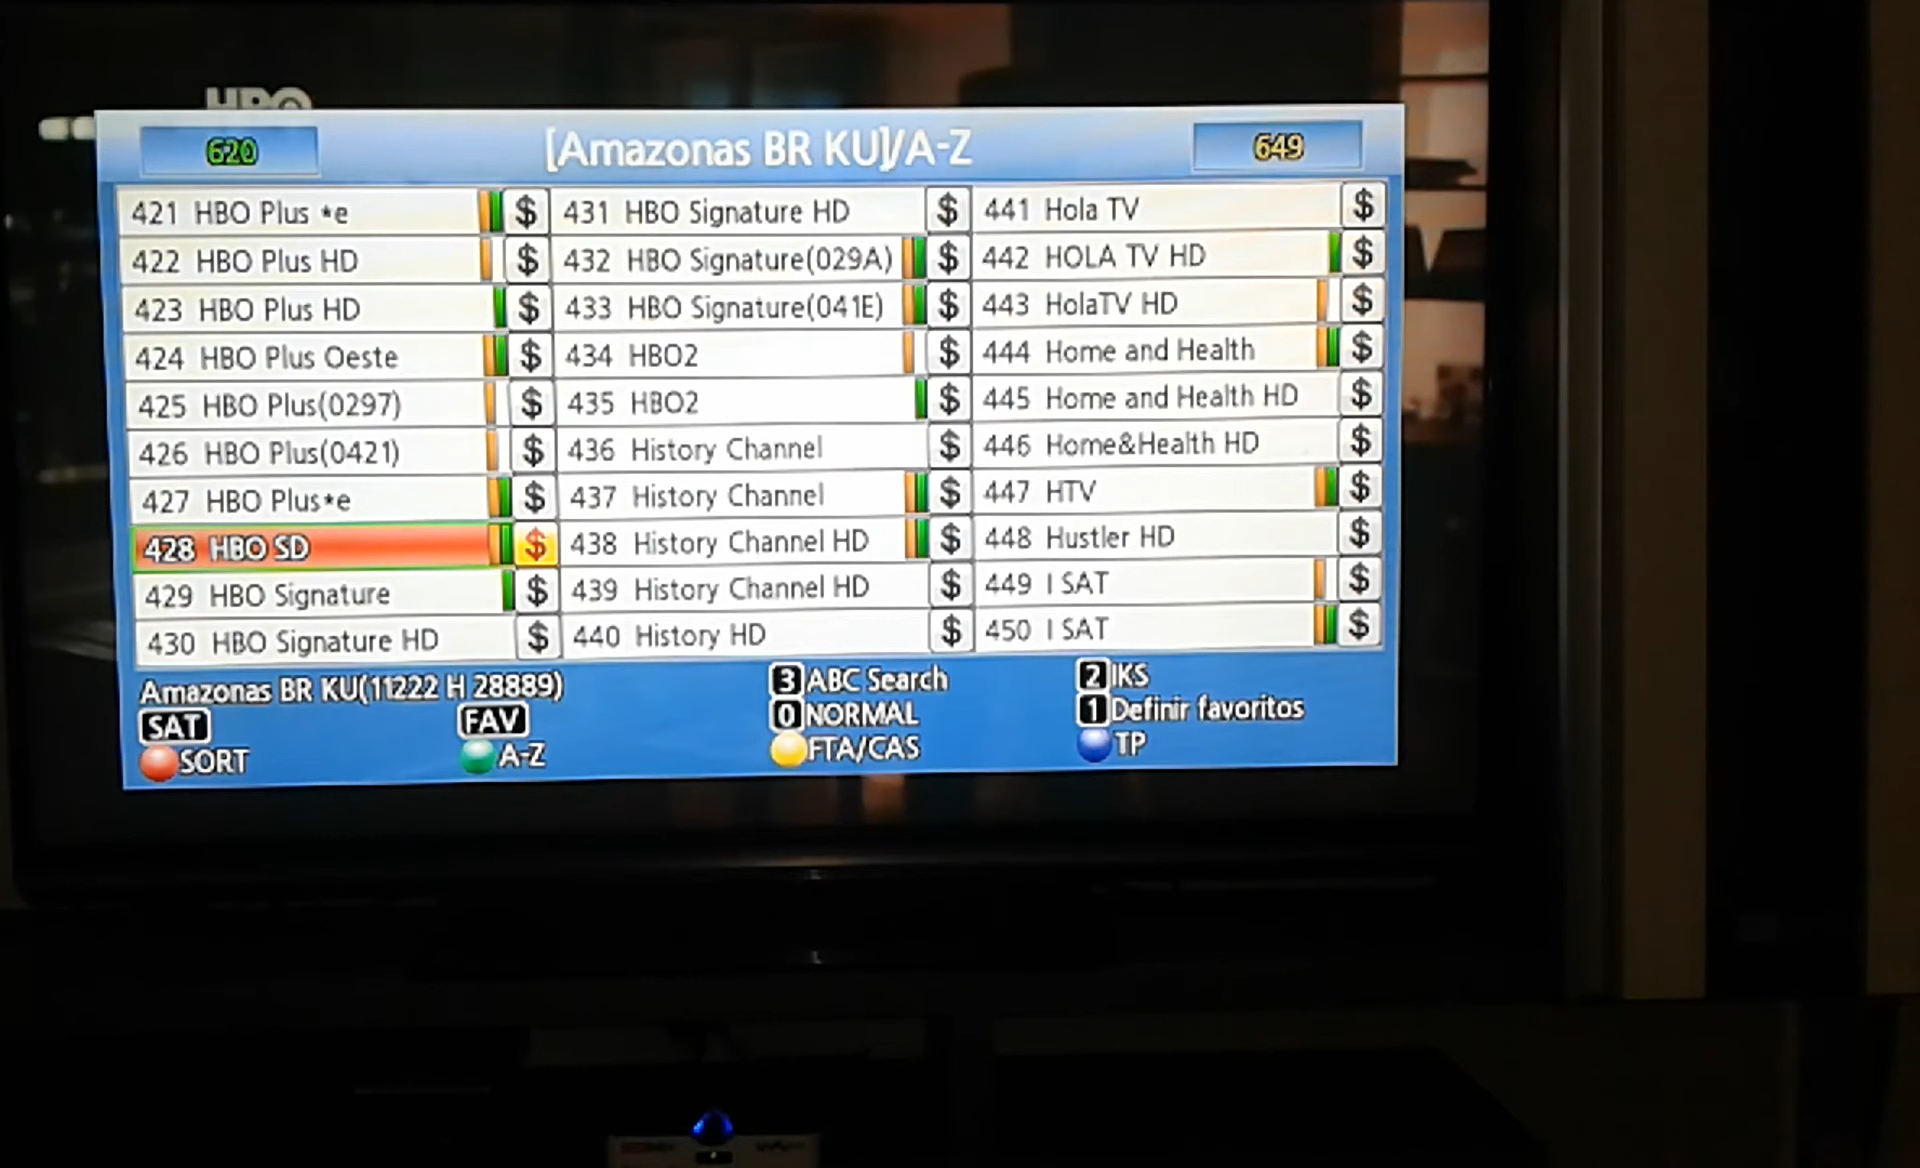 HBO
620 [Amazonas BR KU]/A-Z 649
421 HBO Plus *e $
422 HBO Plus HD $
423 HBO Plus HD $
424 HBO Plus Oeste $
425 HBO Plus(0297) $
426 HBO Plus(0421) $
427 HBO Plus*e $
428 HBO SD $
429 HBO Signature $
430 HBO Signature HD $
431 HBO Signature HD $
432 HBO Signature(029A) $
433 HBO Signature(041E) $
434 HBO2 $
435 HBO2 $
436 History Channel $
437 History Channel $
438 History Channel HD $
439 History Channel HD $
440 History HD $
441 Hola TV $
442 HOLA TV HD $
443 HolaTV HD $
444 Home and Health $
445 Home and Health HD $
446 Home&Health HD $
447 HTV $
448 Hustler HD $
449 I SAT $
450 I SAT $
Amazonas BR KU(11222 H 28889) 3 ABC Search 2 IKS
SAT FAV 0 NORMAL 1 Definir favoritos
SORT A-Z FTA/CAS TP